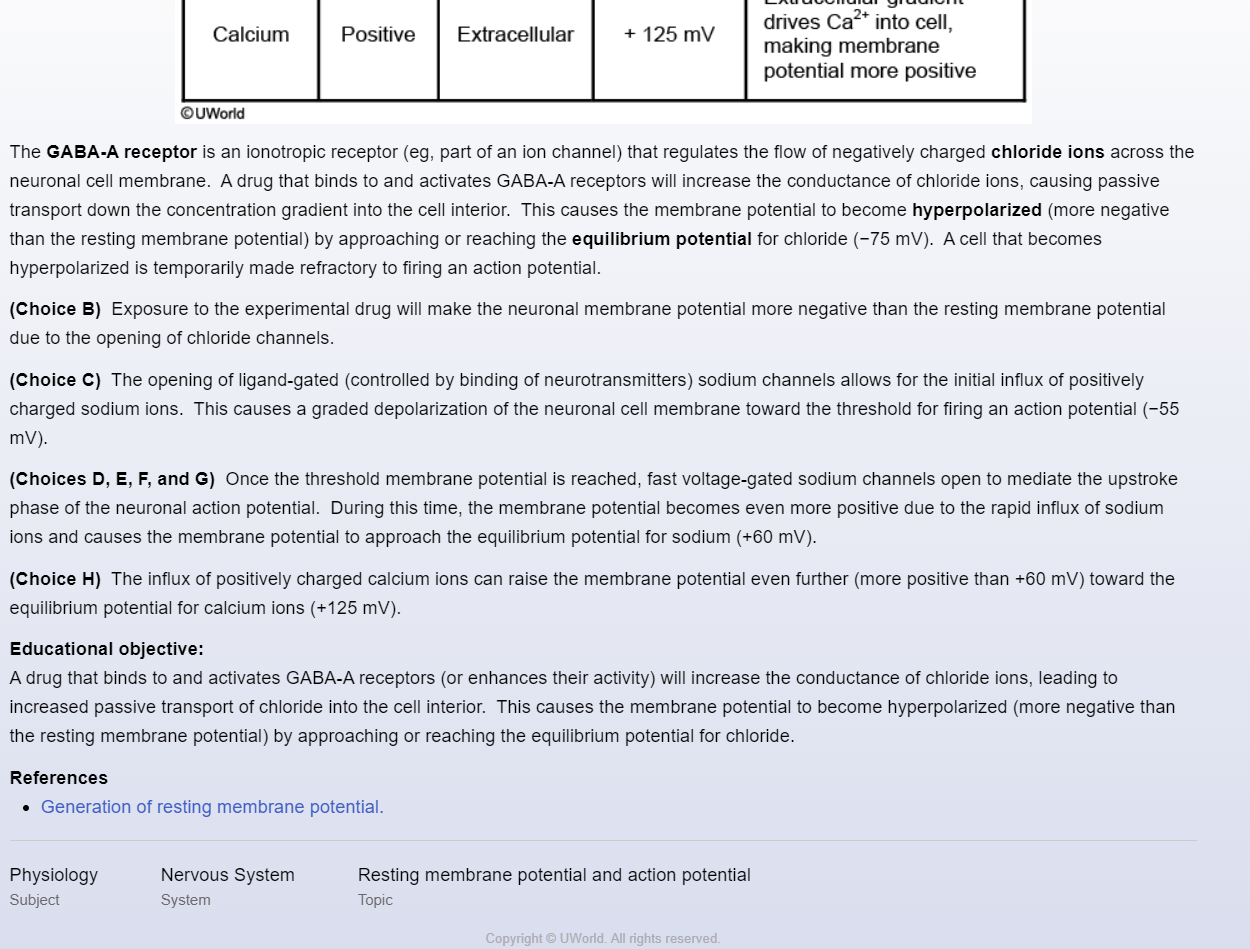 Calcium Positive Extracellular + 125 mV Extracellular gradient
drives Ca²⁺ into cell,
making membrane
potential more positive
©UWorld
The GABA-A receptor is an ionotropic receptor (eg, part of an ion channel) that regulates the flow of negatively charged chloride ions across the
neuronal cell membrane. A drug that binds to and activates GABA-A receptors will increase the conductance of chloride ions, causing passive
transport down the concentration gradient into the cell interior. This causes the membrane potential to become hyperpolarized (more negative
than the resting membrane potential) by approaching or reaching the equilibrium potential for chloride (−75 mV). A cell that becomes
hyperpolarized is temporarily made refractory to firing an action potential.
(Choice B) Exposure to the experimental drug will make the neuronal membrane potential more negative than the resting membrane potential
due to the opening of chloride channels.
(Choice C) The opening of ligand-gated (controlled by binding of neurotransmitters) sodium channels allows for the initial influx of positively
charged sodium ions. This causes a graded depolarization of the neuronal cell membrane toward the threshold for firing an action potential (−55
mV).
(Choices D, E, F, and G) Once the threshold membrane potential is reached, fast voltage-gated sodium channels open to mediate the upstroke
phase of the neuronal action potential. During this time, the membrane potential becomes even more positive due to the rapid influx of sodium
ions and causes the membrane potential to approach the equilibrium potential for sodium (+60 mV).
(Choice H) The influx of positively charged calcium ions can raise the membrane potential even further (more positive than +60 mV) toward the
equilibrium potential for calcium ions (+125 mV).
Educational objective:
A drug that binds to and activates GABA-A receptors (or enhances their activity) will increase the conductance of chloride ions, leading to
increased passive transport of chloride into the cell interior. This causes the membrane potential to become hyperpolarized (more negative than
the resting membrane potential) by approaching or reaching the equilibrium potential for chloride.
References
• Generation of resting membrane potential.
Physiology Nervous System Resting membrane potential and action potential
Subject System Topic
Copyright © UWorld. All rights reserved.